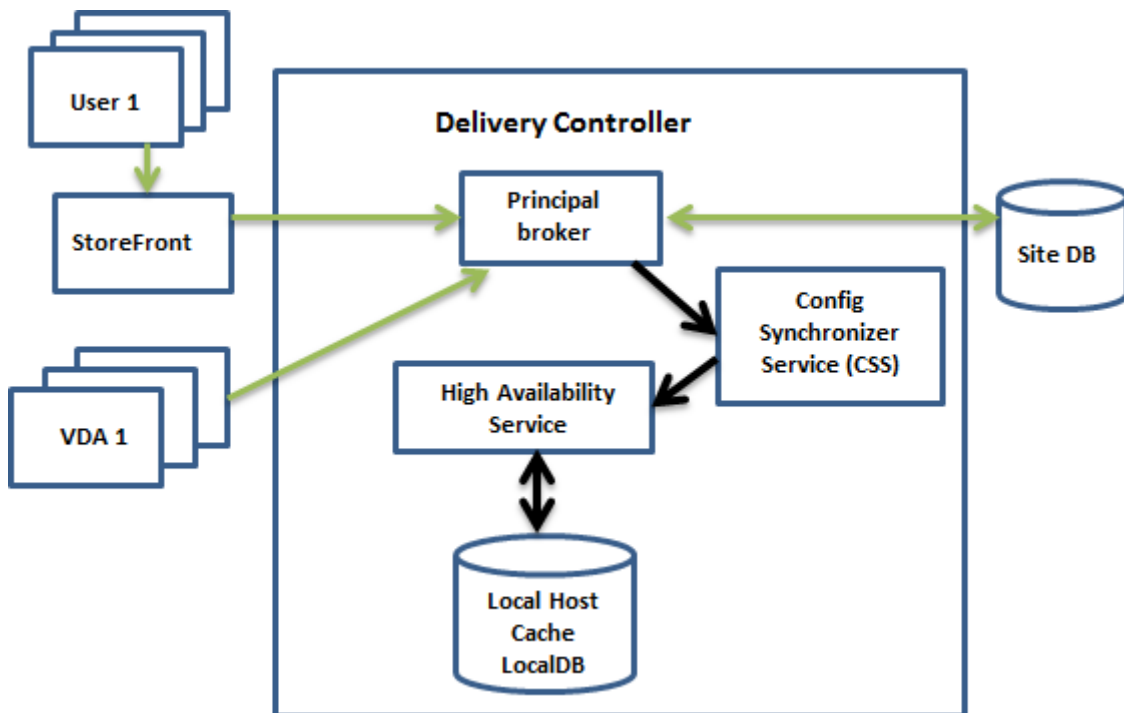 User 1
Delivery Controller
StoreFront
Principal
broker
Site DB
Config
Synchronizer
Service (CSS)
High Availability
Service
VDA 1
Local Host
Cache
LocalDB